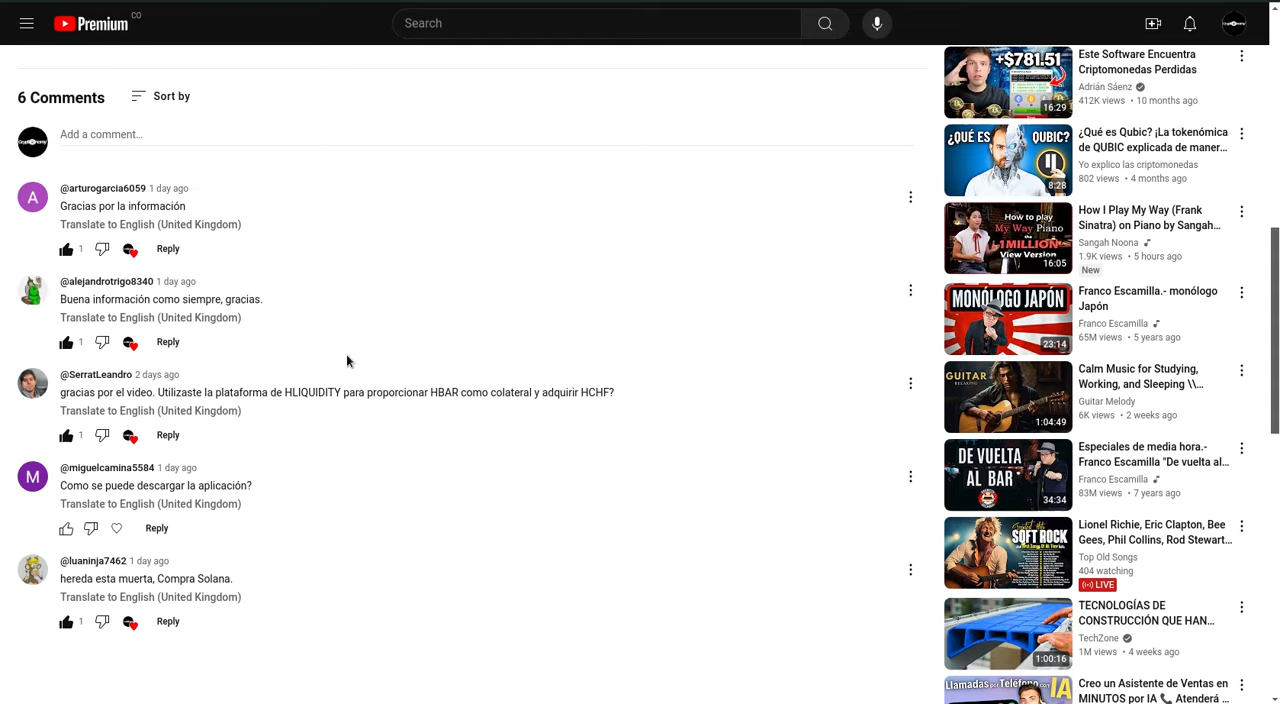 Premium CO
Search
6 Comments
Sort by
Add a comment…
@arturogarcia6059 1 day ago
Gracias por la información
Translate to English (United Kingdom)
1 Reply
@alejandrotrigo8340 1 day ago
Buena información como siempre, gracias.
Translate to English (United Kingdom)
1 Reply
@SerratLeandro 2 days ago
gracias por el video. Utilizaste la plataforma de HLIQUIDITY para proporcionar HBAR como colateral y adquirir HCHF?
Translate to English (United Kingdom)
1 Reply
M
@miguelcamina5584 1 day ago
Como se puede descargar la aplicación?
Translate to English (United Kingdom)
Reply
@luaninja7462 1 day ago
hereda esta muerta, Compra Solana.
Translate to English (United Kingdom)
1 Reply
A
+$781.51
16:29
Este Software Encuentra
Criptomonedas Perdidas
Adrián Sáenz
412K views • 10 months ago
¿QUÉ ES QUBIC?
8:28
¿Qué es Qubic? ¡La tokenómica
de QUBIC explicada de maner...
Yo explico las criptomonedas
802 views • 4 months ago
How to play
My Way Piano
the 1MILLION
View Version
16:05
How I Play My Way (Frank
Sinatra) on Piano by Sangah...
Sangah Noona
1.9K views • 5 hours ago
New
MONÓLOGO JAPÓN
23:14
Franco Escamilla.- monólogo
Japón
Franco Escamilla
65M views • 5 years ago
GUITAR
RELAXING
1:04:49
Calm Music for Studying,
Working, and Sleeping \\...
Guitar Melody
6K views • 2 weeks ago
DE VUELTA
AL BAR
34:34
Especiales de media hora.-
Franco Escamilla "De vuelta al...
Franco Escamilla
83M views • 7 years ago
SOFT ROCK
Lionel Richie, Eric Clapton, Bee
Gees, Phil Collins, Rod Stewart...
Top Old Songs
404 watching
LIVE
1:00:16
TECNOLOGÍAS DE
CONSTRUCCIÓN QUE HAN...
TechZone
1M views • 4 weeks ago
Llamadas por Teléfono con IA
Creo un Asistente de Ventas en
MINUTOS por IA 📞 Atenderá ...